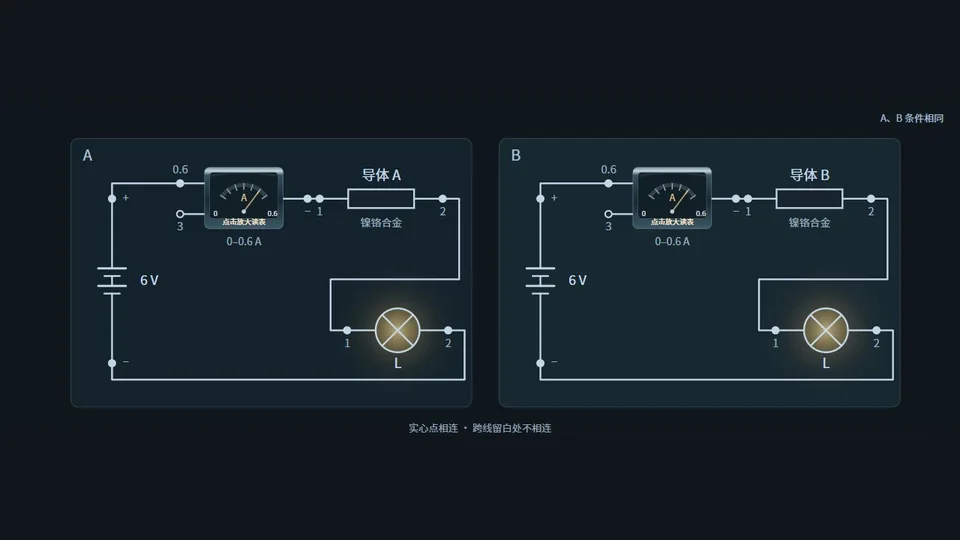 A、B 条件相同
A
0.6
导体 A
A
0 0.6
点击放大读表
+
3
− 1
2
镍铬合金
0–0.6 A
6 V
1
2
L
−
B
0.6
导体 B
A
0 0.6
点击放大读表
+
3
− 1
2
镍铬合金
0–0.6 A
6 V
1
2
L
−
实心点相连 · 跨线留白处不相连